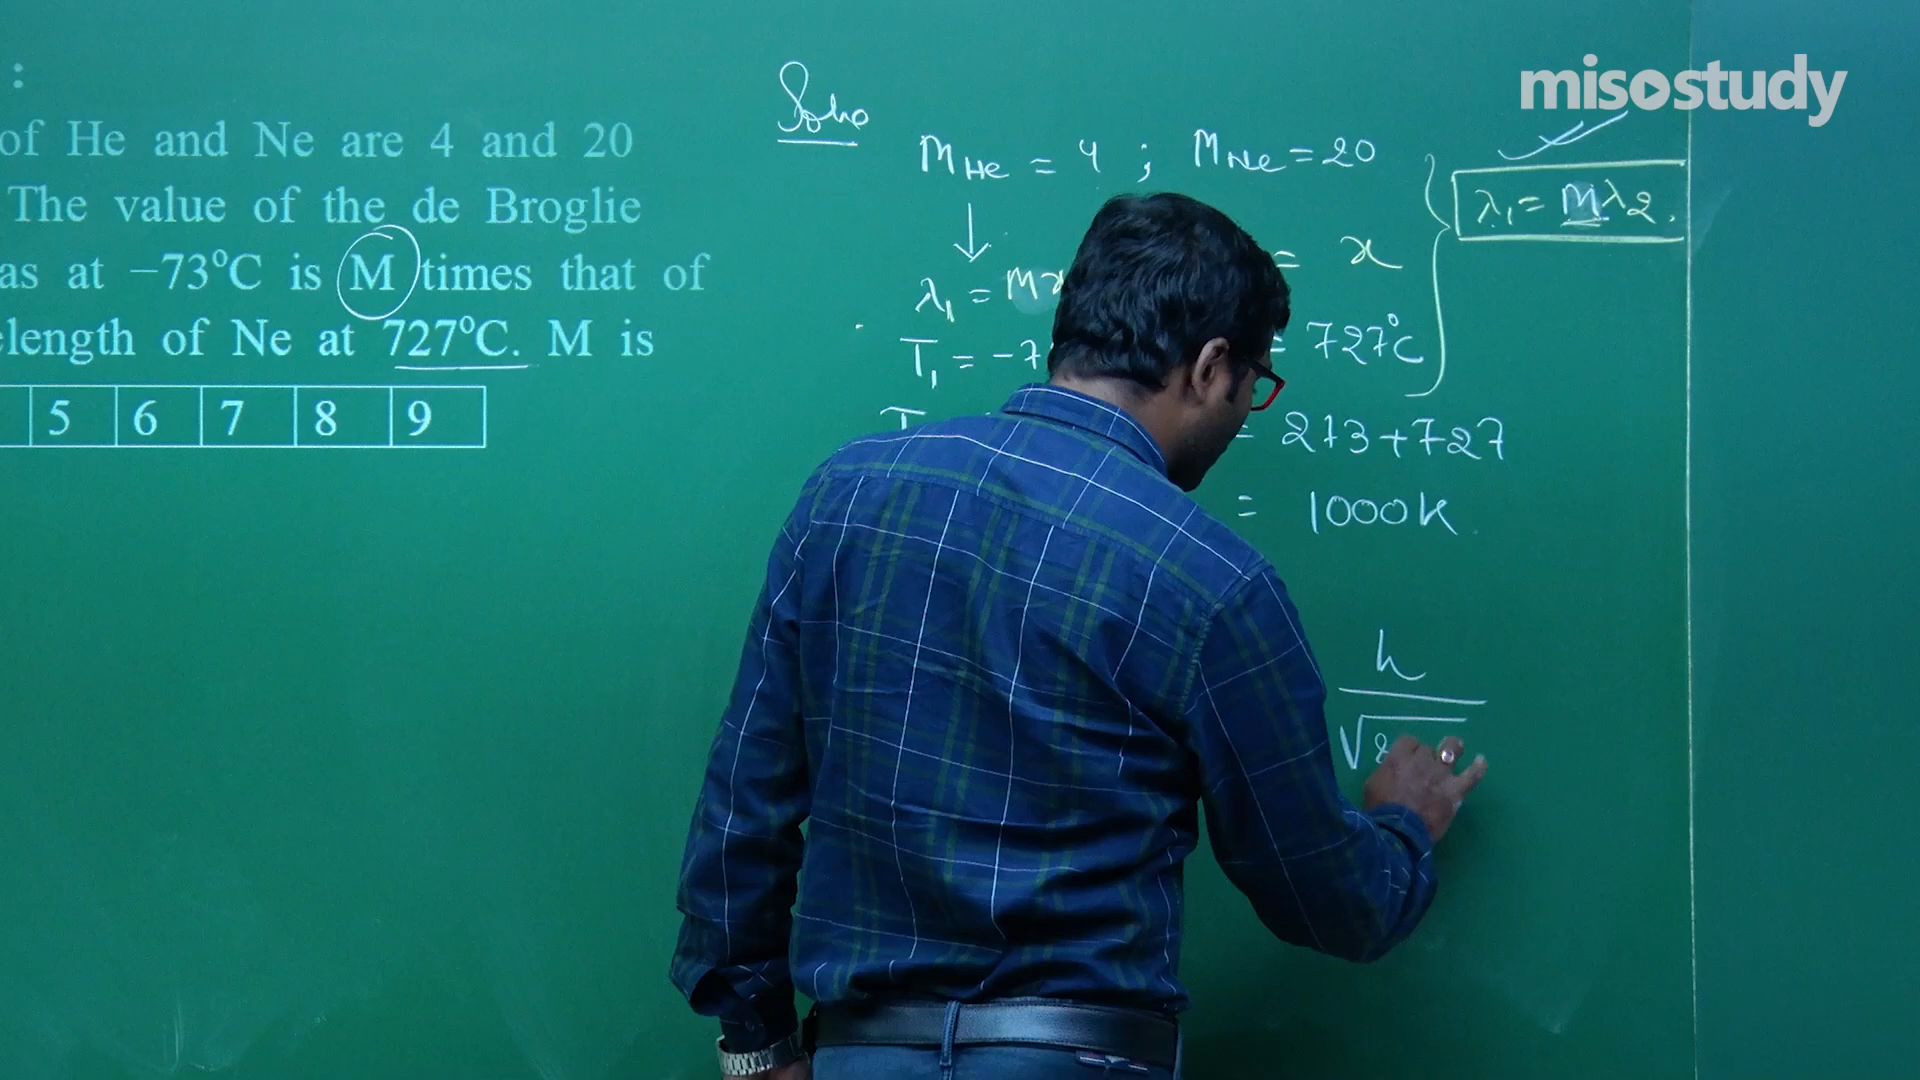 misostudy
:
of He and Ne are 4 and 20
The value of the de Broglie
as at −73°C is M times that of
elength of Ne at 727°C. M is
5 6 7 8 9
Soln
M_He = 4 ; M_Ne = 20
λ₁ = Mx = x
T₁ = -7 = 727°C
T = 273+727
= 1000K
λ₁ = Mλ₂.
h
√2